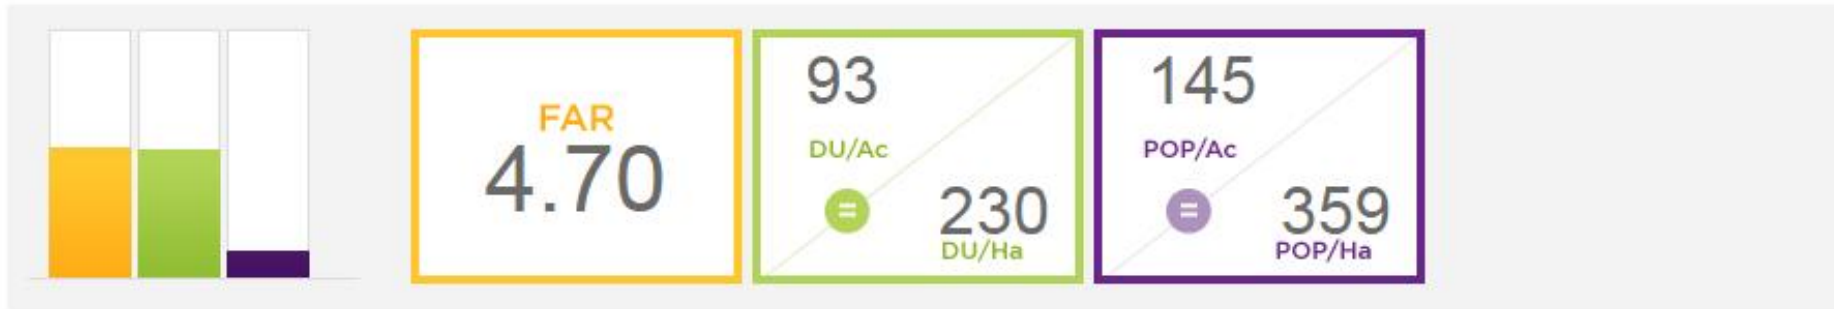 FAR
4.70
93
DU/Ac
=
230
DU/Ha
145
POP/Ac
=
359
POP/Ha